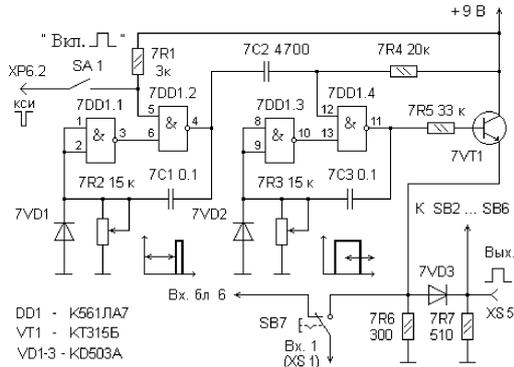 + 9 В
" Вкл. "
7R1
3к
7C2 4700
7R4 20к
XP6.2
SA 1
кси
7DD1.1
7DD1.2
7DD1.3
7DD1.4
1
2
&
3
5
6
&
4
8
9
&
10
12
13
&
11
7R5 33 к
7VT1
7R2 15 к
7C1 0.1
7R3 15 к
7C3 0.1
7VD1
7VD2
К SB2 ... SB6
Вых.
7VD3
XS 5
Вх. бл 6
SB7
Вх. 1
(XS 1)
7R6
300
7R7
510
DD1 - К561ЛА7
VT1 - КТ315Б
VD1-3 - KD503A